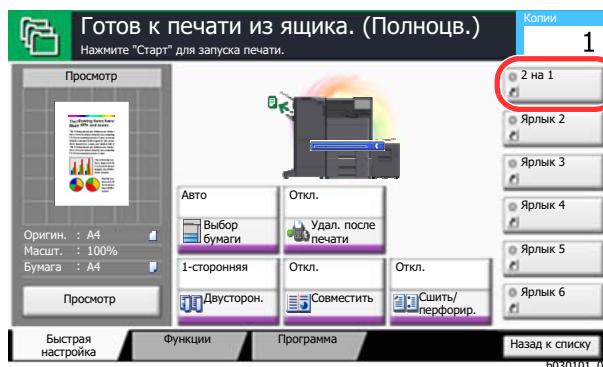 Готов к печати из ящика. (Полноцв.)
Нажмите "Старт" для запуска печати.
Копии
1
Просмотр
Оригин. : A4
Масшт. : 100%
Бумага : A4
Просмотр
Авто
Выбор
бумаги
Откл.
Удал. после
печати
1-сторонняя
Двусторон.
Откл.
Совместить
Откл.
Сшить/
перфорир.
2 на 1
Ярлык 2
Ярлык 3
Ярлык 4
Ярлык 5
Ярлык 6
Быстрая
настройка
Функции
Программа
Назад к списку